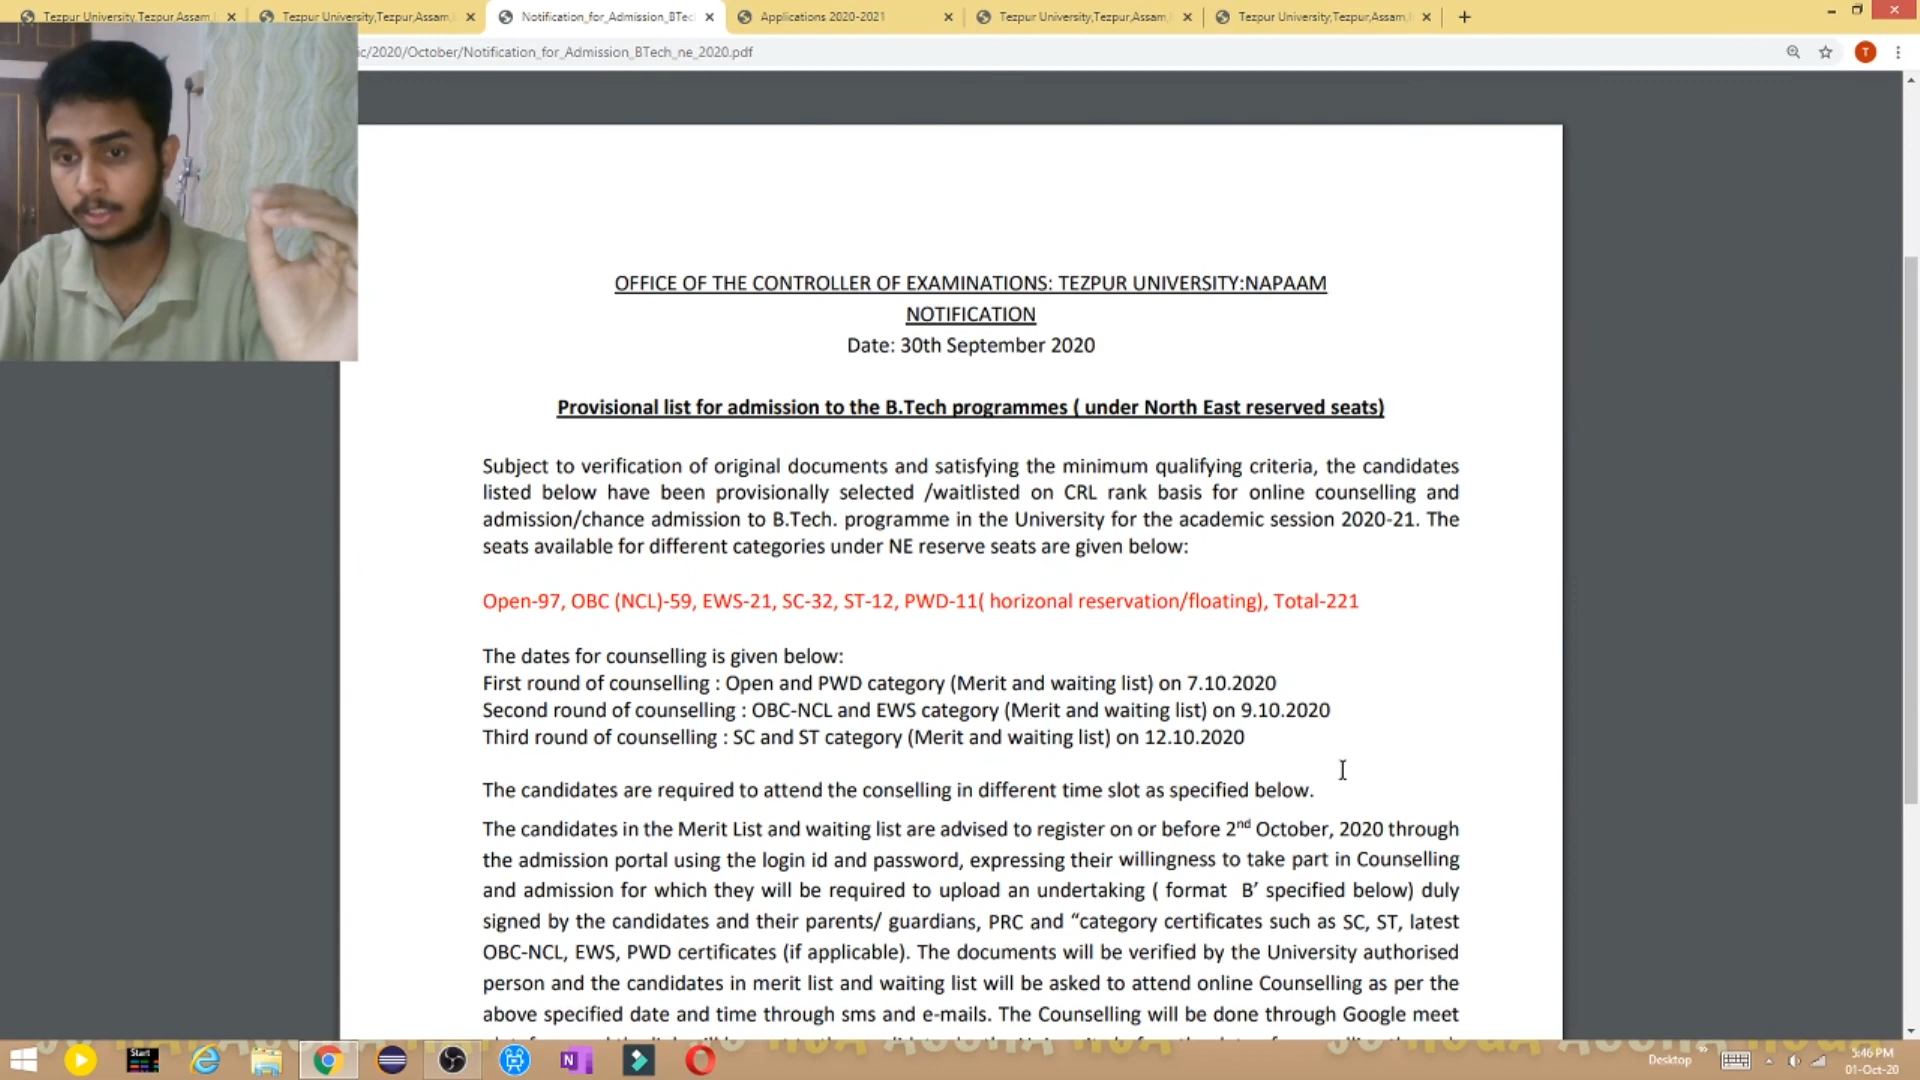 Tezpur University,Tezpur,Assam,
Tezpur University,Tezpur,Assam,
Notification_for_Admission_BTec
Applications 2020-2021
Tezpur University,Tezpur,Assam,
Tezpur University,Tezpur,Assam,
ic/2020/October/Notification_for_Admission_BTech_ne_2020.pdf
T
OFFICE OF THE CONTROLLER OF EXAMINATIONS: TEZPUR UNIVERSITY:NAPAAM
NOTIFICATION
Date: 30th September 2020
Provisional list for admission to the B.Tech programmes ( under North East reserved seats)
Subject to verification of original documents and satisfying the minimum qualifying criteria, the candidates
listed below have been provisionally selected /waitlisted on CRL rank basis for online counselling and
admission/chance admission to B.Tech. programme in the University for the academic session 2020-21. The
seats available for different categories under NE reserve seats are given below:
Open-97, OBC (NCL)-59, EWS-21, SC-32, ST-12, PWD-11( horizonal reservation/floating), Total-221
The dates for counselling is given below:
First round of counselling : Open and PWD category (Merit and waiting list) on 7.10.2020
Second round of counselling : OBC-NCL and EWS category (Merit and waiting list) on 9.10.2020
Third round of counselling : SC and ST category (Merit and waiting list) on 12.10.2020
The candidates are required to attend the conselling in different time slot as specified below.
The candidates in the Merit List and waiting list are advised to register on or before 2nd October, 2020 through
the admission portal using the login id and password, expressing their willingness to take part in Counselling
and admission for which they will be required to upload an undertaking ( format B’ specified below) duly
signed by the candidates and their parents/ guardians, PRC and “category certificates such as SC, ST, latest
OBC-NCL, EWS, PWD certificates (if applicable). The documents will be verified by the University authorised
person and the candidates in merit list and waiting list will be asked to attend online Counselling as per the
above specified date and time through sms and e-mails. The Counselling will be done through Google meet
Start
N
Desktop
5:46 PM
01-Oct-20